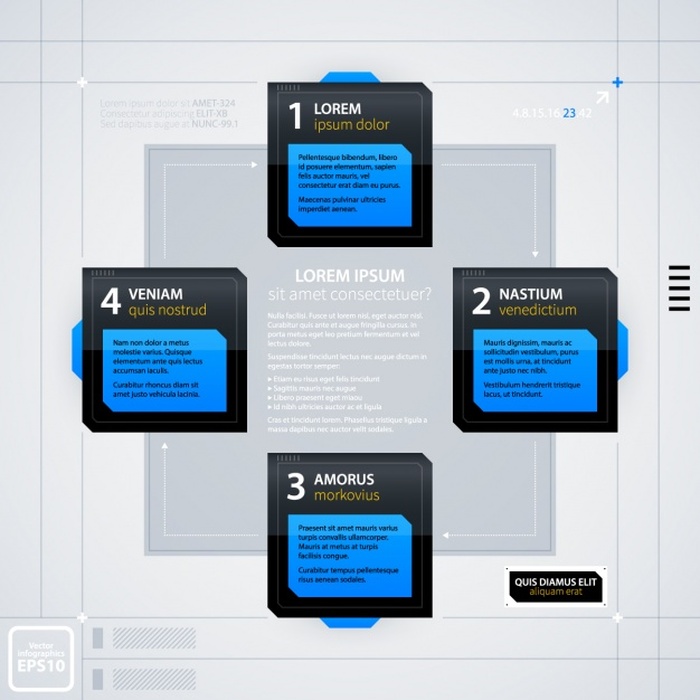 Lorem ipsum dolor sit AMET-324
Consectetur adipiscing ELIT-X8
Sed dapibus augue at NUNC-99.1
4.8.15.16.23.42
1 LOREM
ipsum dolor
Pellentesque bibendum, libero
id posuere elementum, sapien
felis auctor mauris, vel
consectetur erat diam eu purus.
Maecenas pulvinar ultricies
imperdiet aenean.
4 VENIAM
quis nostrud
Nam non dolor a metus
molestie varius. Quisque
elementum ante quis lectus
accumsan iaculis.
Curabitur rhoncus diam sit
amet justo vehicula lacinia.
LOREM IPSUM
sit amet consectetuer?
Nulla facilisi. Fusce ut lorem nisl, eget auctor nisl.
Curabitur quis ante et augue fringilla cursus. In
porta metus eget leo pretium fermentum et vel
lectus dolore.
Suspendisse tincidunt lectus nec augue dictum in
egestas tortor semper:
Etiam eu risus eget felis tincidunt
Sagittis mauris nec augue
Libero posuere eget miaou
Id nibh ultricies auctor ac et ligula
Cras et tincidunt lorem. Phasellus tristique ligula a
massa dapibus nec auctor velit sodales.
2 NASTIUM
venedictium
Mauris dignissim, mauris ac
sollicitudin vestibulum, purus
est mollis urna, at tincidunt
ante justo nec nibh.
Vestibulum hendrerit tristique
lacus, ut tincidunt.
3 AMORUS
morkovius
Praesent sit amet mauris varius
turpis convallis ullamcorper.
Mauris at metus at turpis
facilisis congue.
Curabitur tempus pellentesque
risus aenean sodales.
QUIS DIAMUS ELIT
aliquam erat
Vector
infographics
EPS10